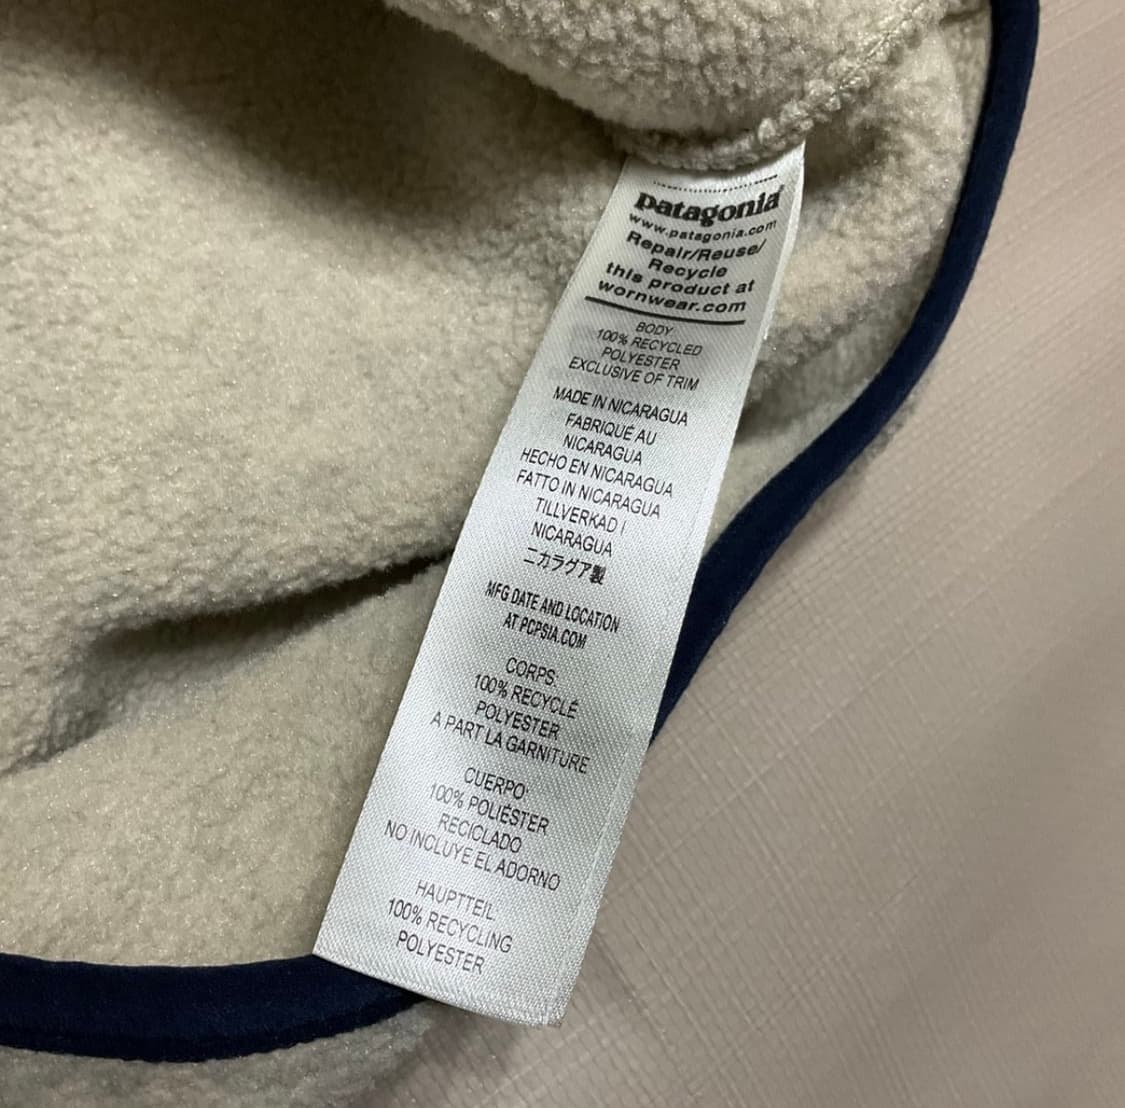 patagonia®
www.patagonia.com
Repair/Reuse/
Recycle
this product at
wornwear.com
BODY:
100% RECYCLED
POLYESTER
EXCLUSIVE OF TRIM
MADE IN NICARAGUA
FABRIQUÉ AU
NICARAGUA
HECHO EN NICARAGUA
FATTO IN NICARAGUA
TILLVERKAD I
NICARAGUA
ニカラグア製
MFG DATE AND LOCATION
AT PCPSIA.COM
CORPS:
100% RECYCLÉ
POLYESTER
A PART LA GARNITURE
CUERPO:
100% POLIÉSTER
RECICLADO
NO INCLUYE EL ADORNO
HAUPTTEIL
100% RECYCLING
POLYESTER